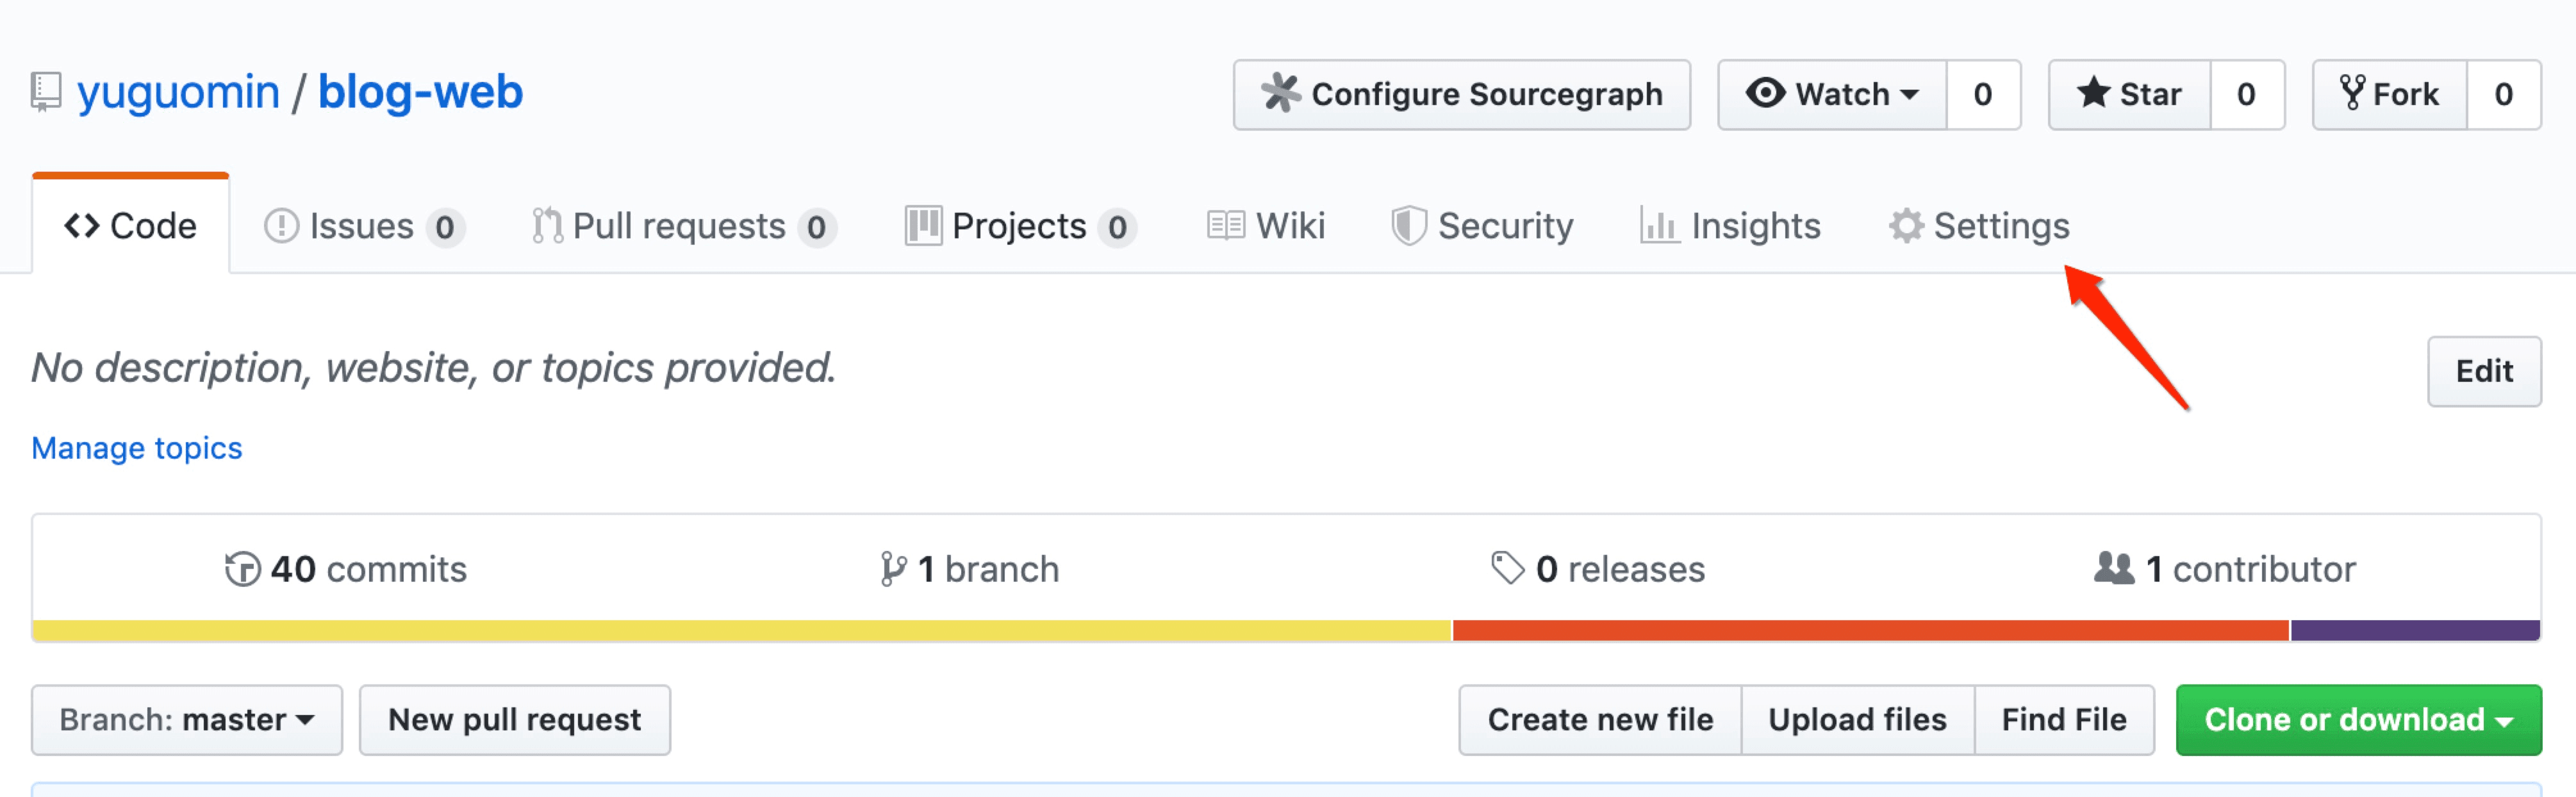 yuguomin / blog-web
Configure Sourcegraph
Watch 0
Star 0
Fork 0
Code
Issues 0
Pull requests 0
Projects 0
Wiki
Security
Insights
Settings
No description, website, or topics provided.
Edit
Manage topics
40 commits
1 branch
0 releases
1 contributor
Branch: master
New pull request
Create new file
Upload files
Find File
Clone or download